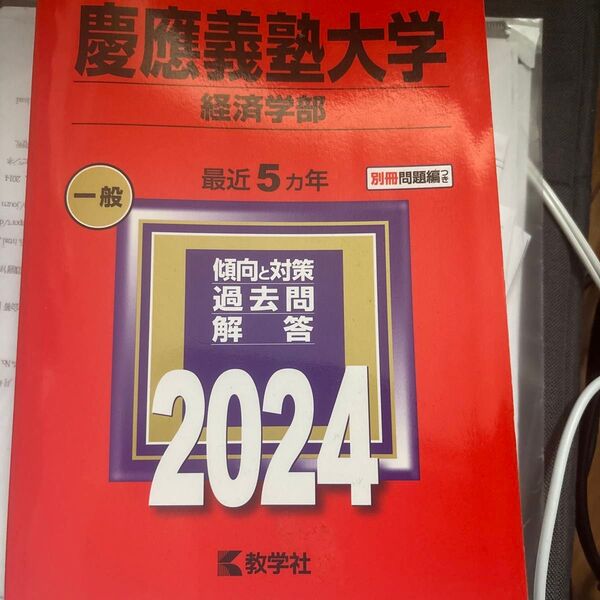 慶應義塾大学
経済学部
一般
最近5カ年
別冊問題編つき
傾向と対策
過去問
解答
2024
教学社